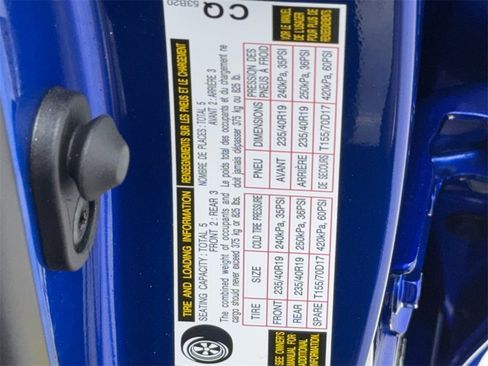 TIRE AND LOADING INFORMATION
RENSEIGNEMENTS SUR LES PNEUS ET LE CHARGEMENT
SEATING CAPACITY : TOTAL 5
FRONT 2 : REAR 3
NOMBRE DE PLACES : TOTAL 5
AVANT 2 : ARRIÈRE 3
The combined weight of occupants and
cargo should never exceed 375 kg or 825 lbs.
Le poids total des occupants et du chargement ne
doit jamais dépasser 375 kg ou 825 lb.
TIRE SIZE COLD TIRE PRESSURE
FRONT 235/40R19 240kPa, 35PSI
REAR 235/40R19 250kPa, 36PSI
SPARE T155/70D17 420kPa, 60PSI
PNEU DIMENSIONS PRESSION DES PNEUS À FROID
AVANT 235/40R19 240kPa, 35PSI
ARRIÈRE 235/40R19 250kPa, 36PSI
DE SECOURS T155/70D17 420kPa, 60PSI
SEE OWNER'S
MANUAL FOR
ADDITIONAL
INFORMATION
VOIR LE MANUEL
DE L'USAGER
POUR PLUS DE
RENSEIGNEMENTS
53B20
CQ